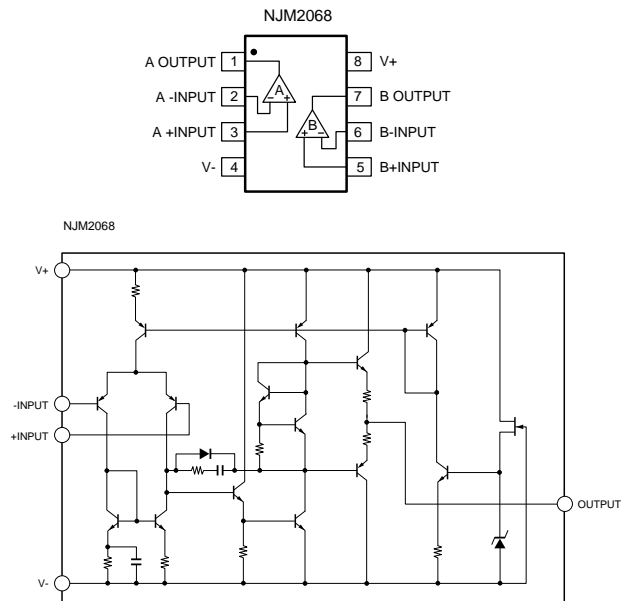 NJM2068
A OUTPUT 1
8 V+
A -INPUT 2
7 B OUTPUT
A +INPUT 3
6 B-INPUT
V- 4
5 B+INPUT
A
B
NJM2068
V+
-INPUT
+INPUT
OUTPUT
V-